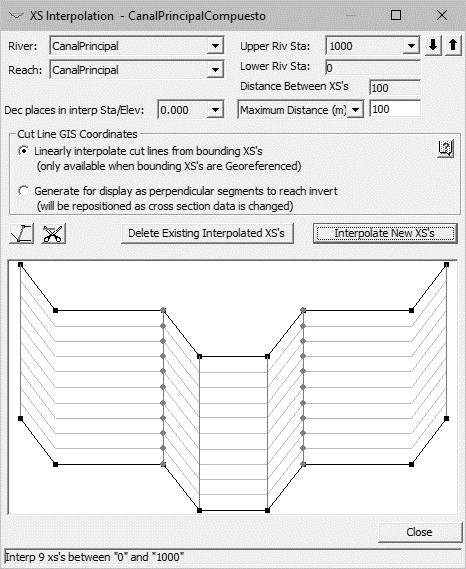 XS Interpolation - CanalPrincipalCompuesto
River: CanalPrincipal Upper Riv Sta: 1000
Reach: CanalPrincipal Lower Riv Sta: 0
Distance Between XS's 100
Dec places in interp Sta/Elev: 0.000 Maximum Distance (m) 100
Cut Line GIS Coordinates
Linearly interpolate cut lines from bounding XS's
(only available when bounding XS's are Georeferenced)
Generate for display as perpendicular segments to reach invert
(will be repositioned as cross section data is changed)
Delete Existing Interpolated XS's Interpolate New XS's
Close
Interp 9 xs's between "0" and "1000"